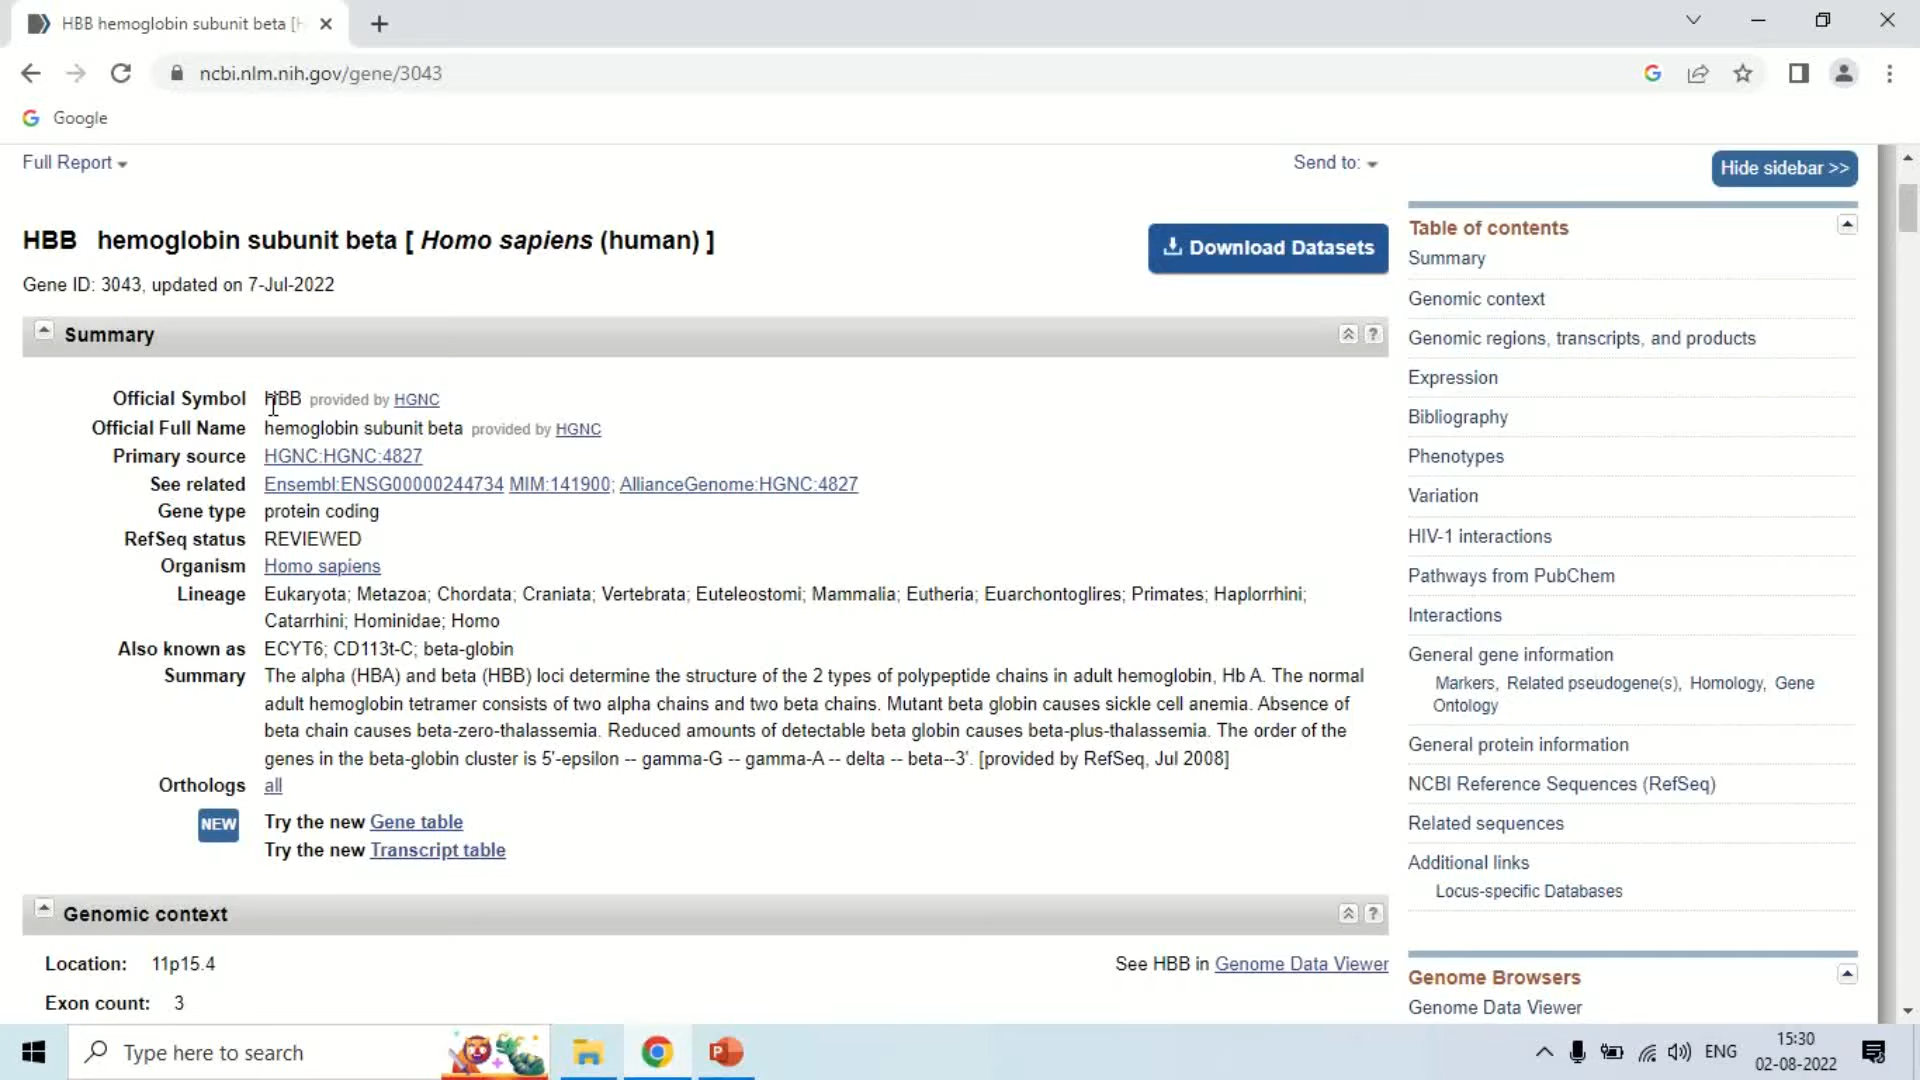 HBB hemoglobin subunit beta [H
ncbi.nlm.nih.gov/gene/3043
Google
Full Report
Send to:
Hide sidebar >>
HBB hemoglobin subunit beta [ Homo sapiens (human) ]
Download Datasets
Gene ID: 3043, updated on 7-Jul-2022
Summary
?
Official Symbol HBB provided by HGNC
Official Full Name hemoglobin subunit beta provided by HGNC
Primary source HGNC:HGNC:4827
See related Ensembl:ENSG00000244734 MIM:141900; AllianceGenome:HGNC:4827
Gene type protein coding
RefSeq status REVIEWED
Organism Homo sapiens
Lineage Eukaryota; Metazoa; Chordata; Craniata; Vertebrata; Euteleostomi; Mammalia; Eutheria; Euarchontoglires; Primates; Haplorrhini;
Catarrhini; Hominidae; Homo
Also known as ECYT6; CD113t-C; beta-globin
Summary The alpha (HBA) and beta (HBB) loci determine the structure of the 2 types of polypeptide chains in adult hemoglobin, Hb A. The normal
adult hemoglobin tetramer consists of two alpha chains and two beta chains. Mutant beta globin causes sickle cell anemia. Absence of
beta chain causes beta-zero-thalassemia. Reduced amounts of detectable beta globin causes beta-plus-thalassemia. The order of the
genes in the beta-globin cluster is 5'-epsilon -- gamma-G -- gamma-A -- delta -- beta--3'. [provided by RefSeq, Jul 2008]
Orthologs all
NEW Try the new Gene table
Try the new Transcript table
Genomic context
?
Location: 11p15.4
See HBB in Genome Data Viewer
Exon count: 3
Table of contents
Summary
Genomic context
Genomic regions, transcripts, and products
Expression
Bibliography
Phenotypes
Variation
HIV-1 interactions
Pathways from PubChem
Interactions
General gene information
Markers, Related pseudogene(s), Homology, Gene
Ontology
General protein information
NCBI Reference Sequences (RefSeq)
Related sequences
Additional links
Locus-specific Databases
Genome Browsers
Genome Data Viewer
Type here to search
ENG
15:30
02-08-2022